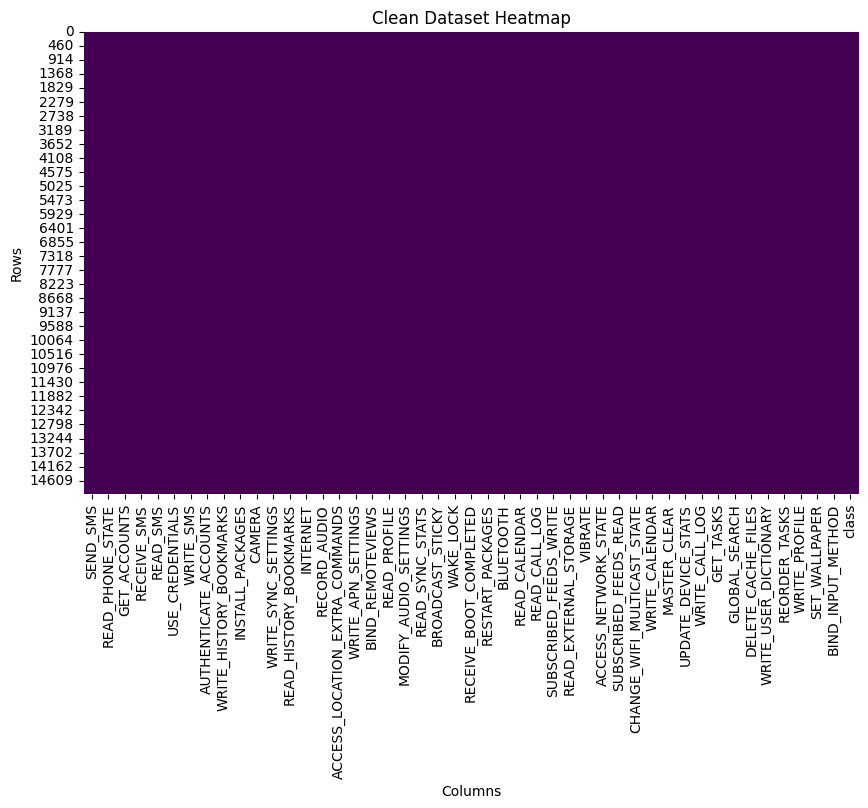 Clean Dataset Heatmap
0
460
914
1368
1829
2279
2738
3189
3652
4108
4575
5025
5473
5929
6401
6855
7318
7777
8223
8668
9137
9588
10064
10516
10976
11430
11882
12342
12798
13244
13702
14162
14609
Rows
SEND_SMS
READ_PHONE_STATE
GET_ACCOUNTS
RECEIVE_SMS
READ_SMS
USE_CREDENTIALS
WRITE_SMS
AUTHENTICATE_ACCOUNTS
WRITE_HISTORY_BOOKMARKS
INSTALL_PACKAGES
CAMERA
WRITE_SYNC_SETTINGS
READ_HISTORY_BOOKMARKS
INTERNET
RECORD_AUDIO
ACCESS_LOCATION_EXTRA_COMMANDS
WRITE_APN_SETTINGS
BIND_REMOTEVIEWS
READ_PROFILE
MODIFY_AUDIO_SETTINGS
READ_SYNC_STATS
BROADCAST_STICKY
WAKE_LOCK
RECEIVE_BOOT_COMPLETED
RESTART_PACKAGES
BLUETOOTH
READ_CALENDAR
READ_CALL_LOG
SUBSCRIBED_FEEDS_WRITE
READ_EXTERNAL_STORAGE
VIBRATE
ACCESS_NETWORK_STATE
SUBSCRIBED_FEEDS_READ
CHANGE_WIFI_MULTICAST_STATE
WRITE_CALENDAR
MASTER_CLEAR
UPDATE_DEVICE_STATS
WRITE_CALL_LOG
GET_TASKS
GLOBAL_SEARCH
DELETE_CACHE_FILES
WRITE_USER_DICTIONARY
REORDER_TASKS
WRITE_PROFILE
SET_WALLPAPER
BIND_INPUT_METHOD
class
Columns